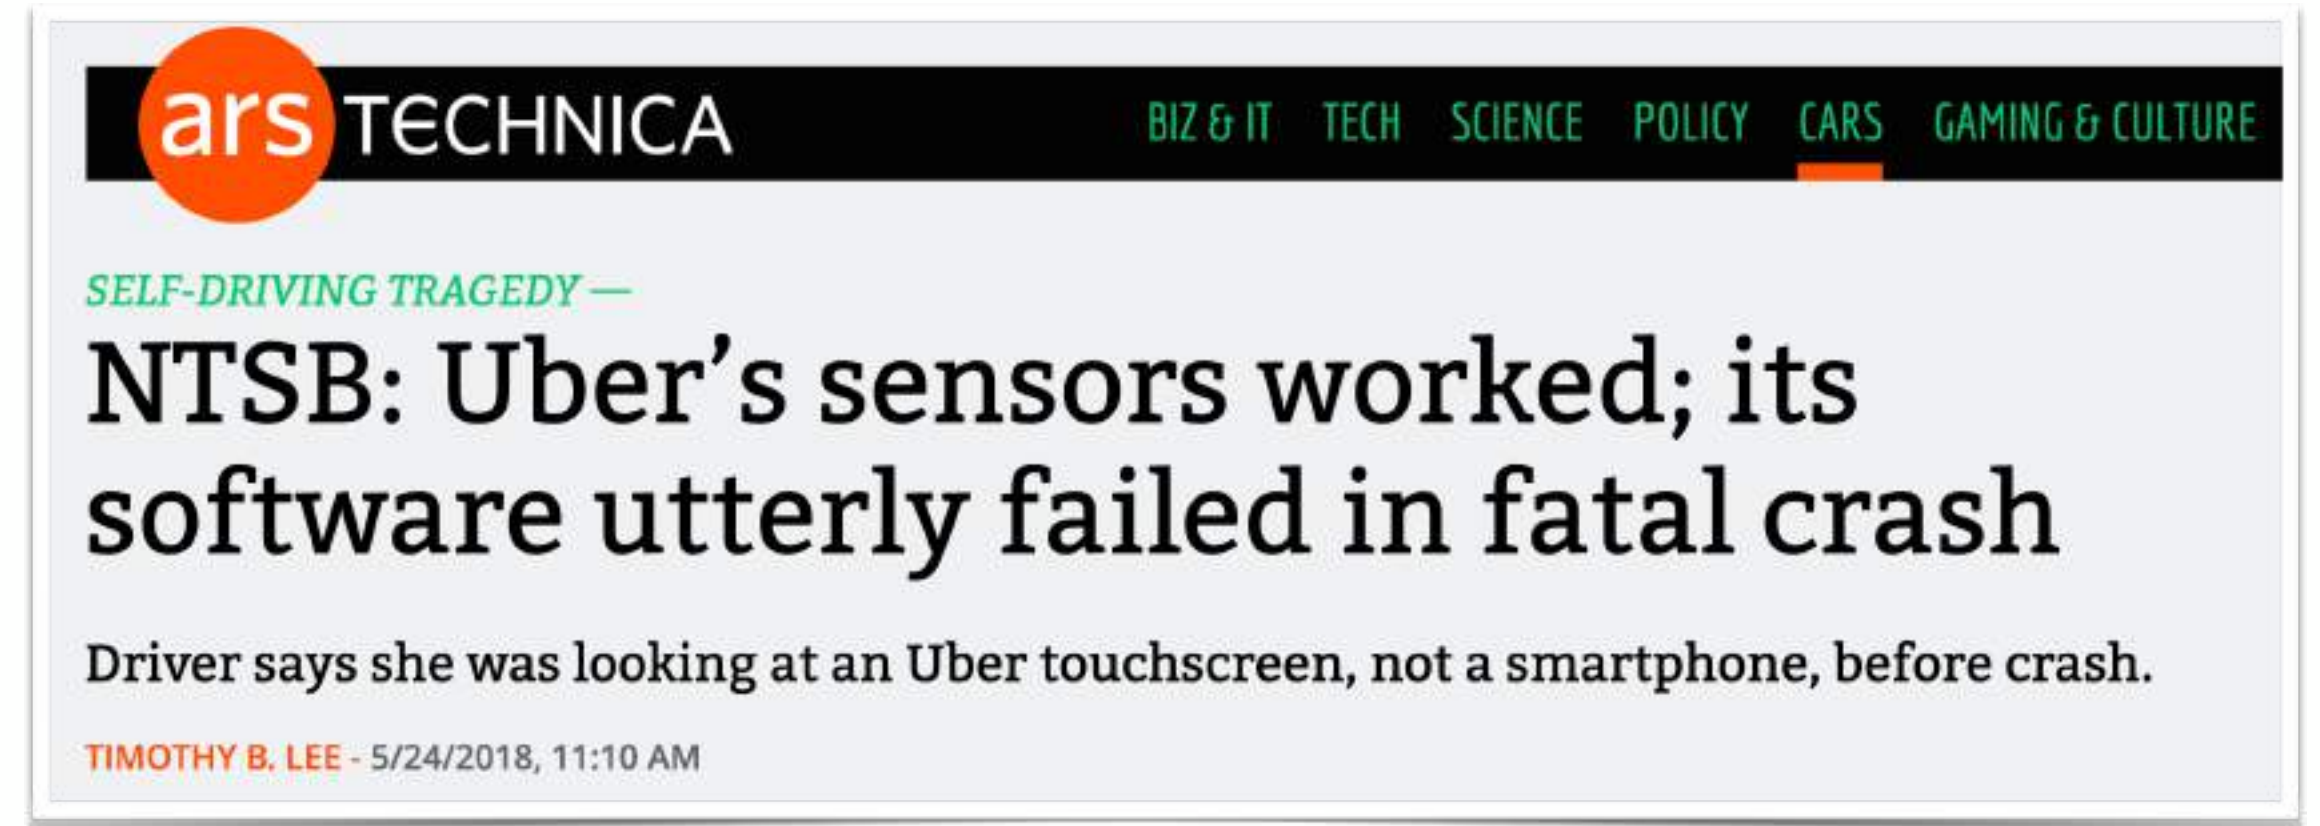 ars TECHNICA
BIZ & IT TECH SCIENCE POLICY CARS GAMING & CULTURE
SELF-DRIVING TRAGEDY —
NTSB: Uber’s sensors worked; its
software utterly failed in fatal crash
Driver says she was looking at an Uber touchscreen, not a smartphone, before crash.
TIMOTHY B. LEE - 5/24/2018, 11:10 AM